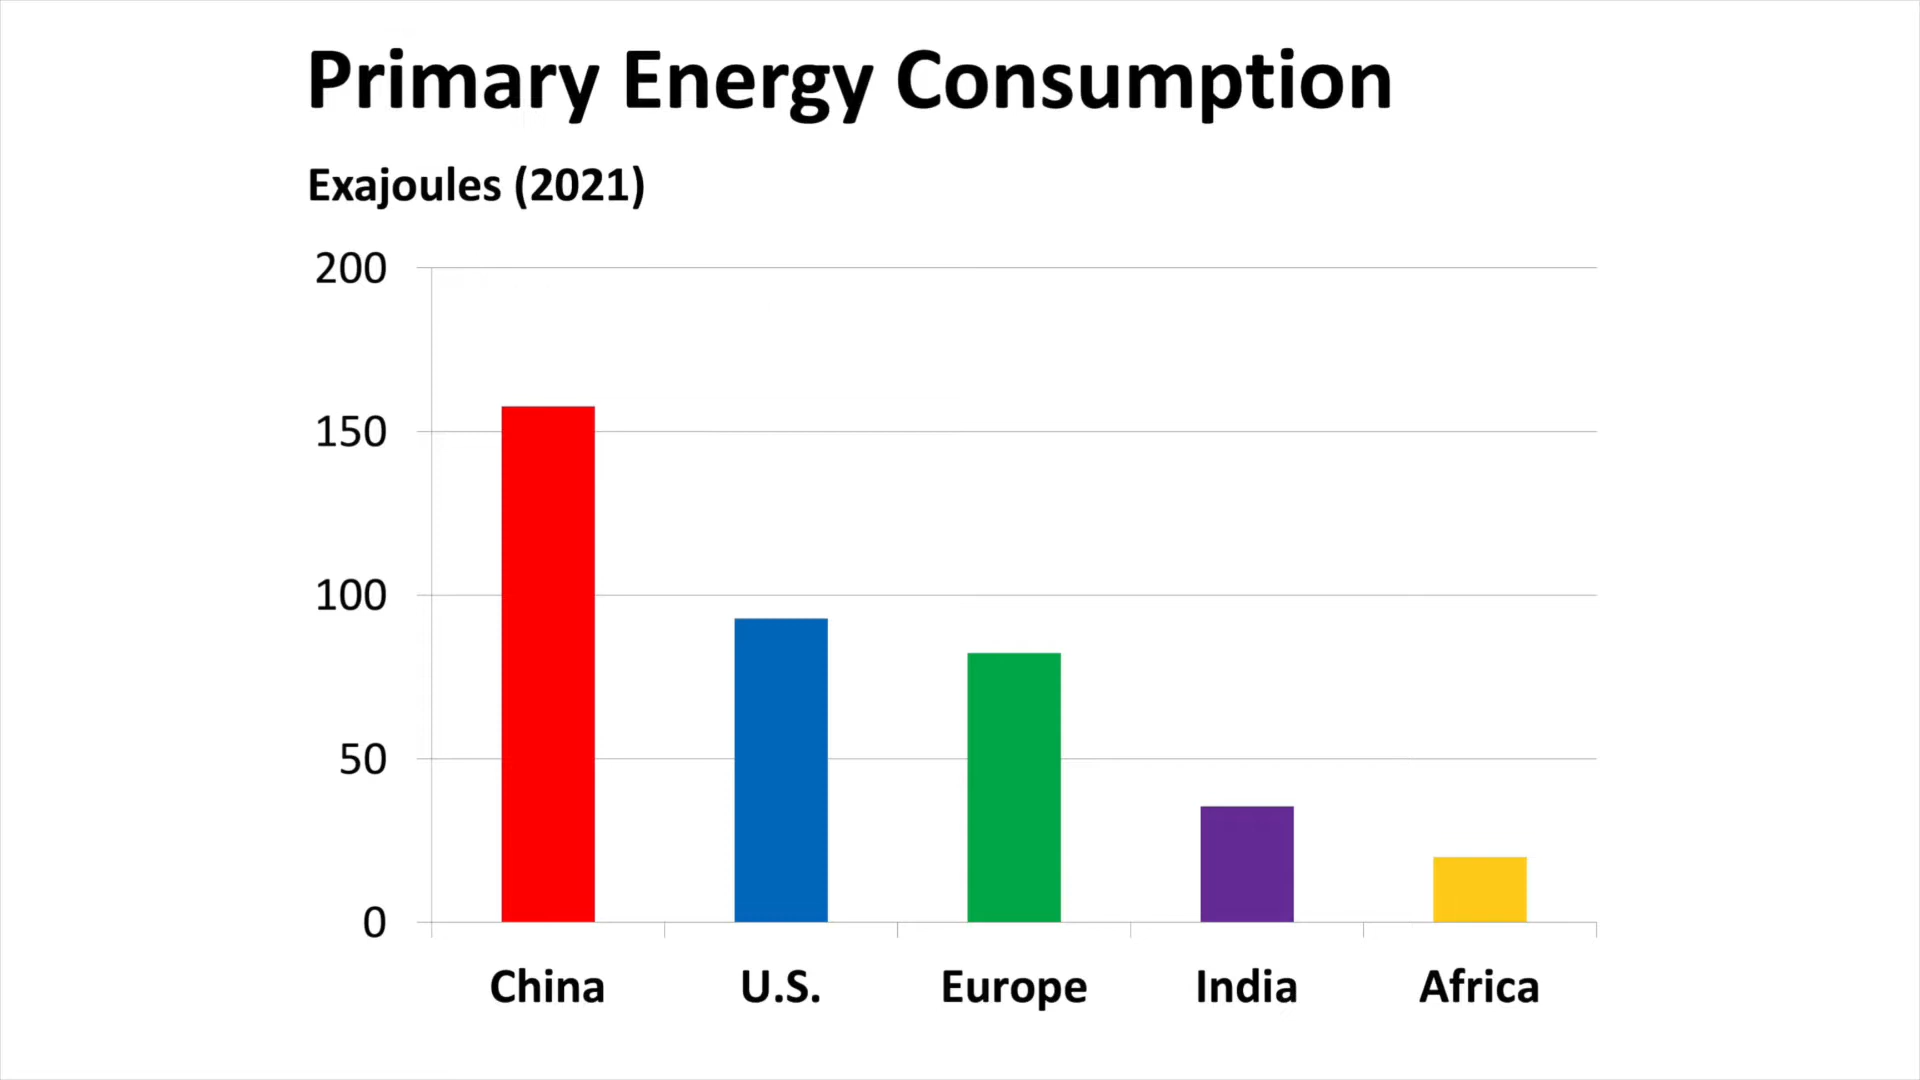 Primary Energy Consumption
Exajoules (2021)
200
150
100
50
0
China U.S. Europe India Africa